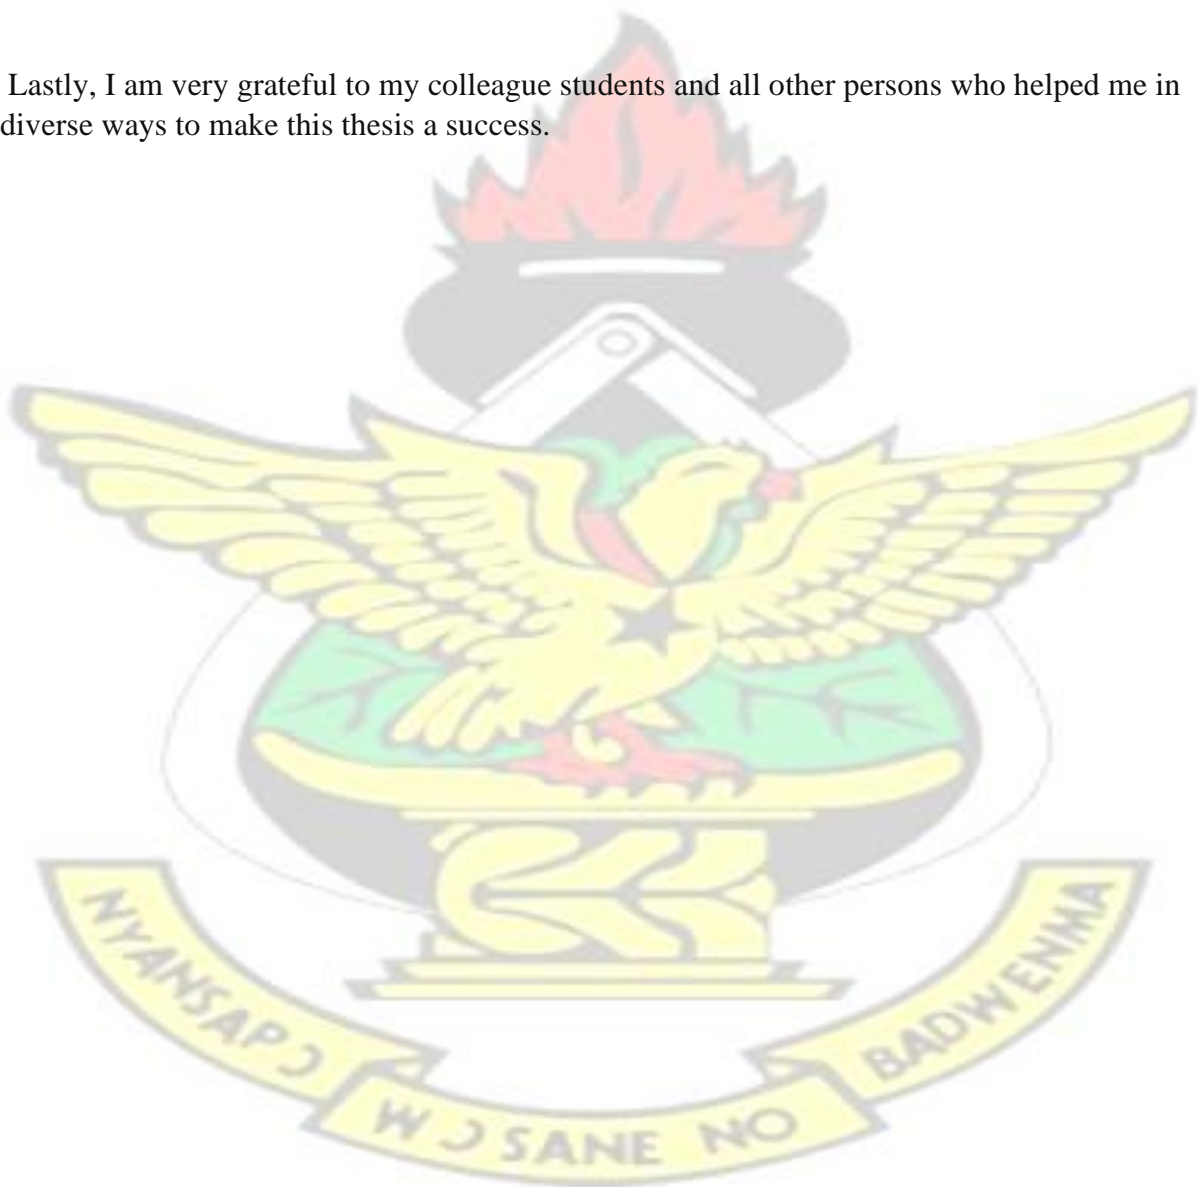 Lastly, I am very grateful to my colleague students and all other persons who helped me in
diverse ways to make this thesis a success.
NYANSAPƆ
WƆ SANE NO
BADWENMA